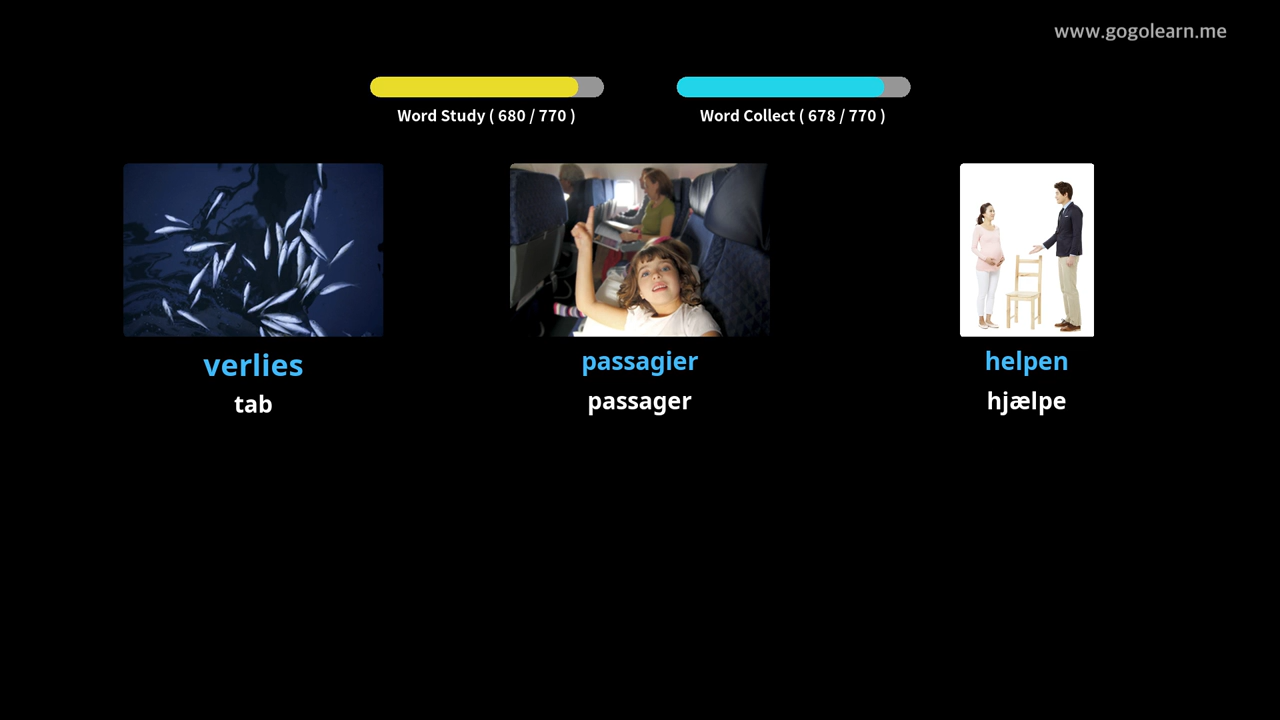 www.gogolearn.me
Word Study ( 680 / 770 )
Word Collect ( 678 / 770 )
verlies
tab
passagier
passager
helpen
hjælpe